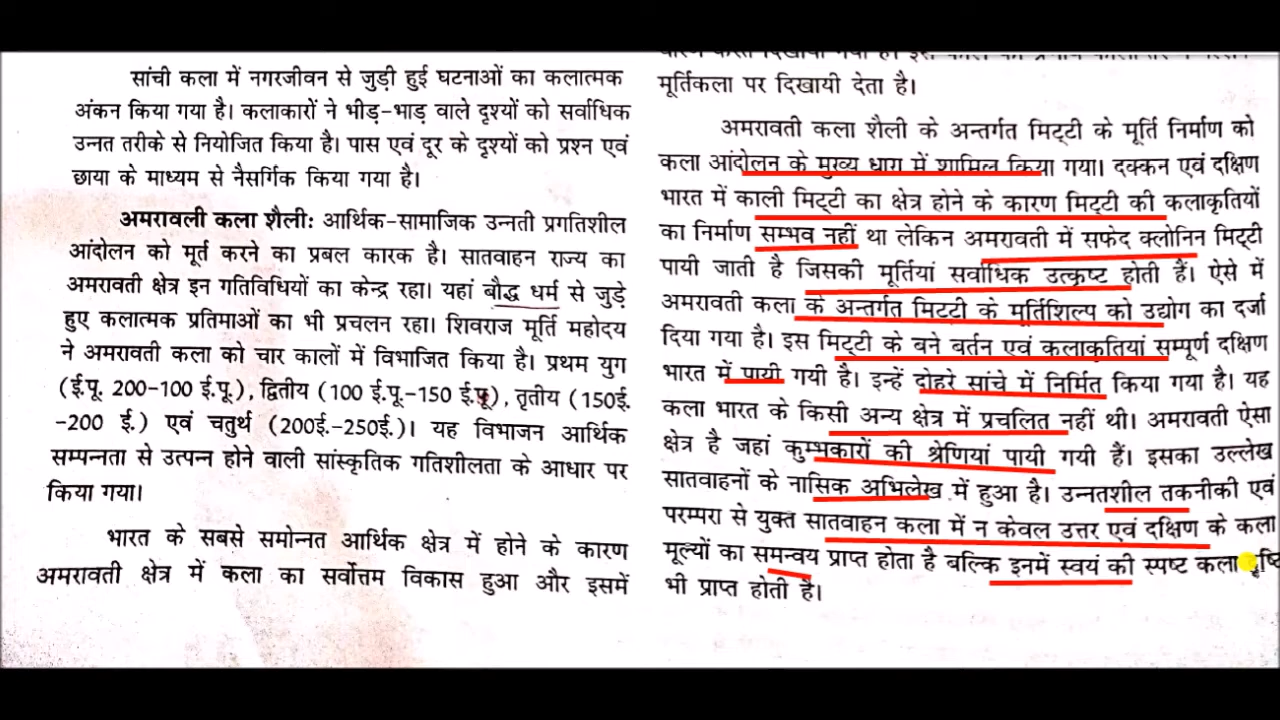 सांची कला में नगरजीवन से जुड़ी हुई घटनाओं का कलात्मक
अंकन किया गया है। कलाकारों ने भीड़-भाड़ वाले दृश्यों को सर्वाधिक
उन्नत तरीके से नियोजित किया है। पास एवं दूर के दृश्यों को प्रश्न एवं
छाया के माध्यम से नैसर्गिक किया गया है।
अमरावली कला शैली: आर्थिक-सामाजिक उन्नती प्रगतिशील
आंदोलन को मूर्त करने का प्रबल कारक है। सातवाहन राज्य का
अमरावती क्षेत्र इन गतिविधियों का केन्द्र रहा। यहां बौद्ध धर्म से जुड़े
हुए कलात्मक प्रतिमाओं का भी प्रचलन रहा। शिवराज मूर्ति महोदय
ने अमरावती कला को चार कालों में विभाजित किया है। प्रथम युग
(ई.पू. 200-100 ई.पू.), द्वितीय (100 ई.पू.-150 ई.पू), तृतीय (150ई.
-200 ई.) एवं चतुर्थ (200ई.-250ई.)। यह विभाजन आर्थिक
सम्पन्नता से उत्पन्न होने वाली सांस्कृतिक गतिशीलता के आधार पर
किया गया।
भारत के सबसे समोन्नत आर्थिक क्षेत्र में होने के कारण
अमरावती क्षेत्र में कला का सर्वोत्तम विकास हुआ और इसमें
मूर्तिकला पर दिखायी देता है।
अमरावती कला शैली के अन्तर्गत मिट्टी के मूर्ति निर्माण को
कला आंदोलन के मुख्य धारा में शामिल किया गया। दक्कन एवं दक्षिण
भारत में काली मिट्टी का क्षेत्र होने के कारण मिट्टी की कलाकृतियों
का निर्माण सम्भव नहीं था लेकिन अमरावती में सफेद क्लोनिन मिट्टी
पायी जाती है जिसकी मूर्तियां सर्वाधिक उत्कृष्ट होती हैं। ऐसे में
अमरावती कला के अन्तर्गत मिटटी के मूर्तिशिल्प को उद्योग का दर्जा
दिया गया है। इस मिट्टी के बने बर्तन एवं कलाकृतियां सम्पूर्ण दक्षिण
भारत में पायी गयी है। इन्हें दोहरे सांचे में निर्मित किया गया है। यह
कला भारत के किसी अन्य क्षेत्र में प्रचलित नहीं थी। अमरावती ऐसा
क्षेत्र है जहां कुम्भकारों की श्रेणियां पायी गयी हैं। इसका उल्लेख
सातवाहनों के नासिक अभिलेख में हुआ है। उन्नतशील तकनीकी एवं
परम्परा से युक्त सातवाहन कला में न केवल उत्तर एवं दक्षिण के कला
मूल्यों का समन्वय प्राप्त होता है बल्कि इनमें स्वयं की स्पष्ट कला
भी प्राप्त होती है।